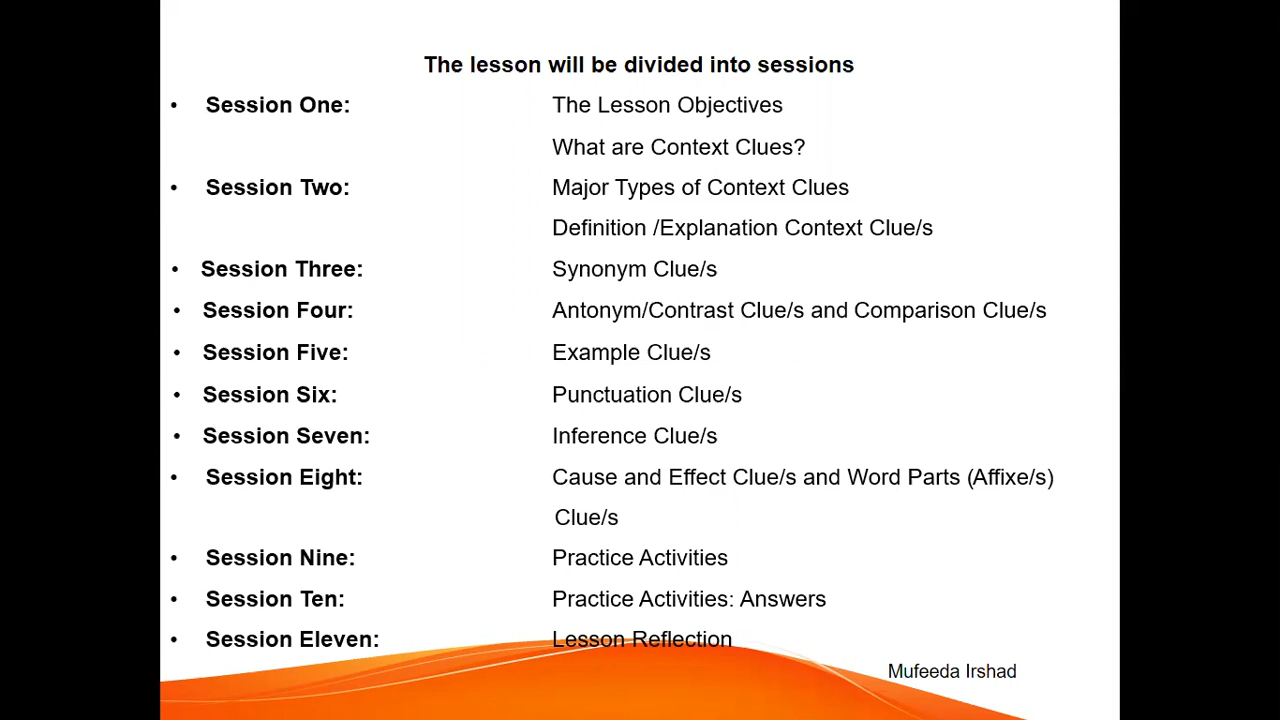 The lesson will be divided into sessions
• Session One: The Lesson Objectives
What are Context Clues?
• Session Two: Major Types of Context Clues
Definition /Explanation Context Clue/s
• Session Three: Synonym Clue/s
• Session Four: Antonym/Contrast Clue/s and Comparison Clue/s
• Session Five: Example Clue/s
• Session Six: Punctuation Clue/s
• Session Seven: Inference Clue/s
• Session Eight: Cause and Effect Clue/s and Word Parts (Affixe/s)
Clue/s
• Session Nine: Practice Activities
• Session Ten: Practice Activities: Answers
• Session Eleven: Lesson Reflection
Mufeeda Irshad